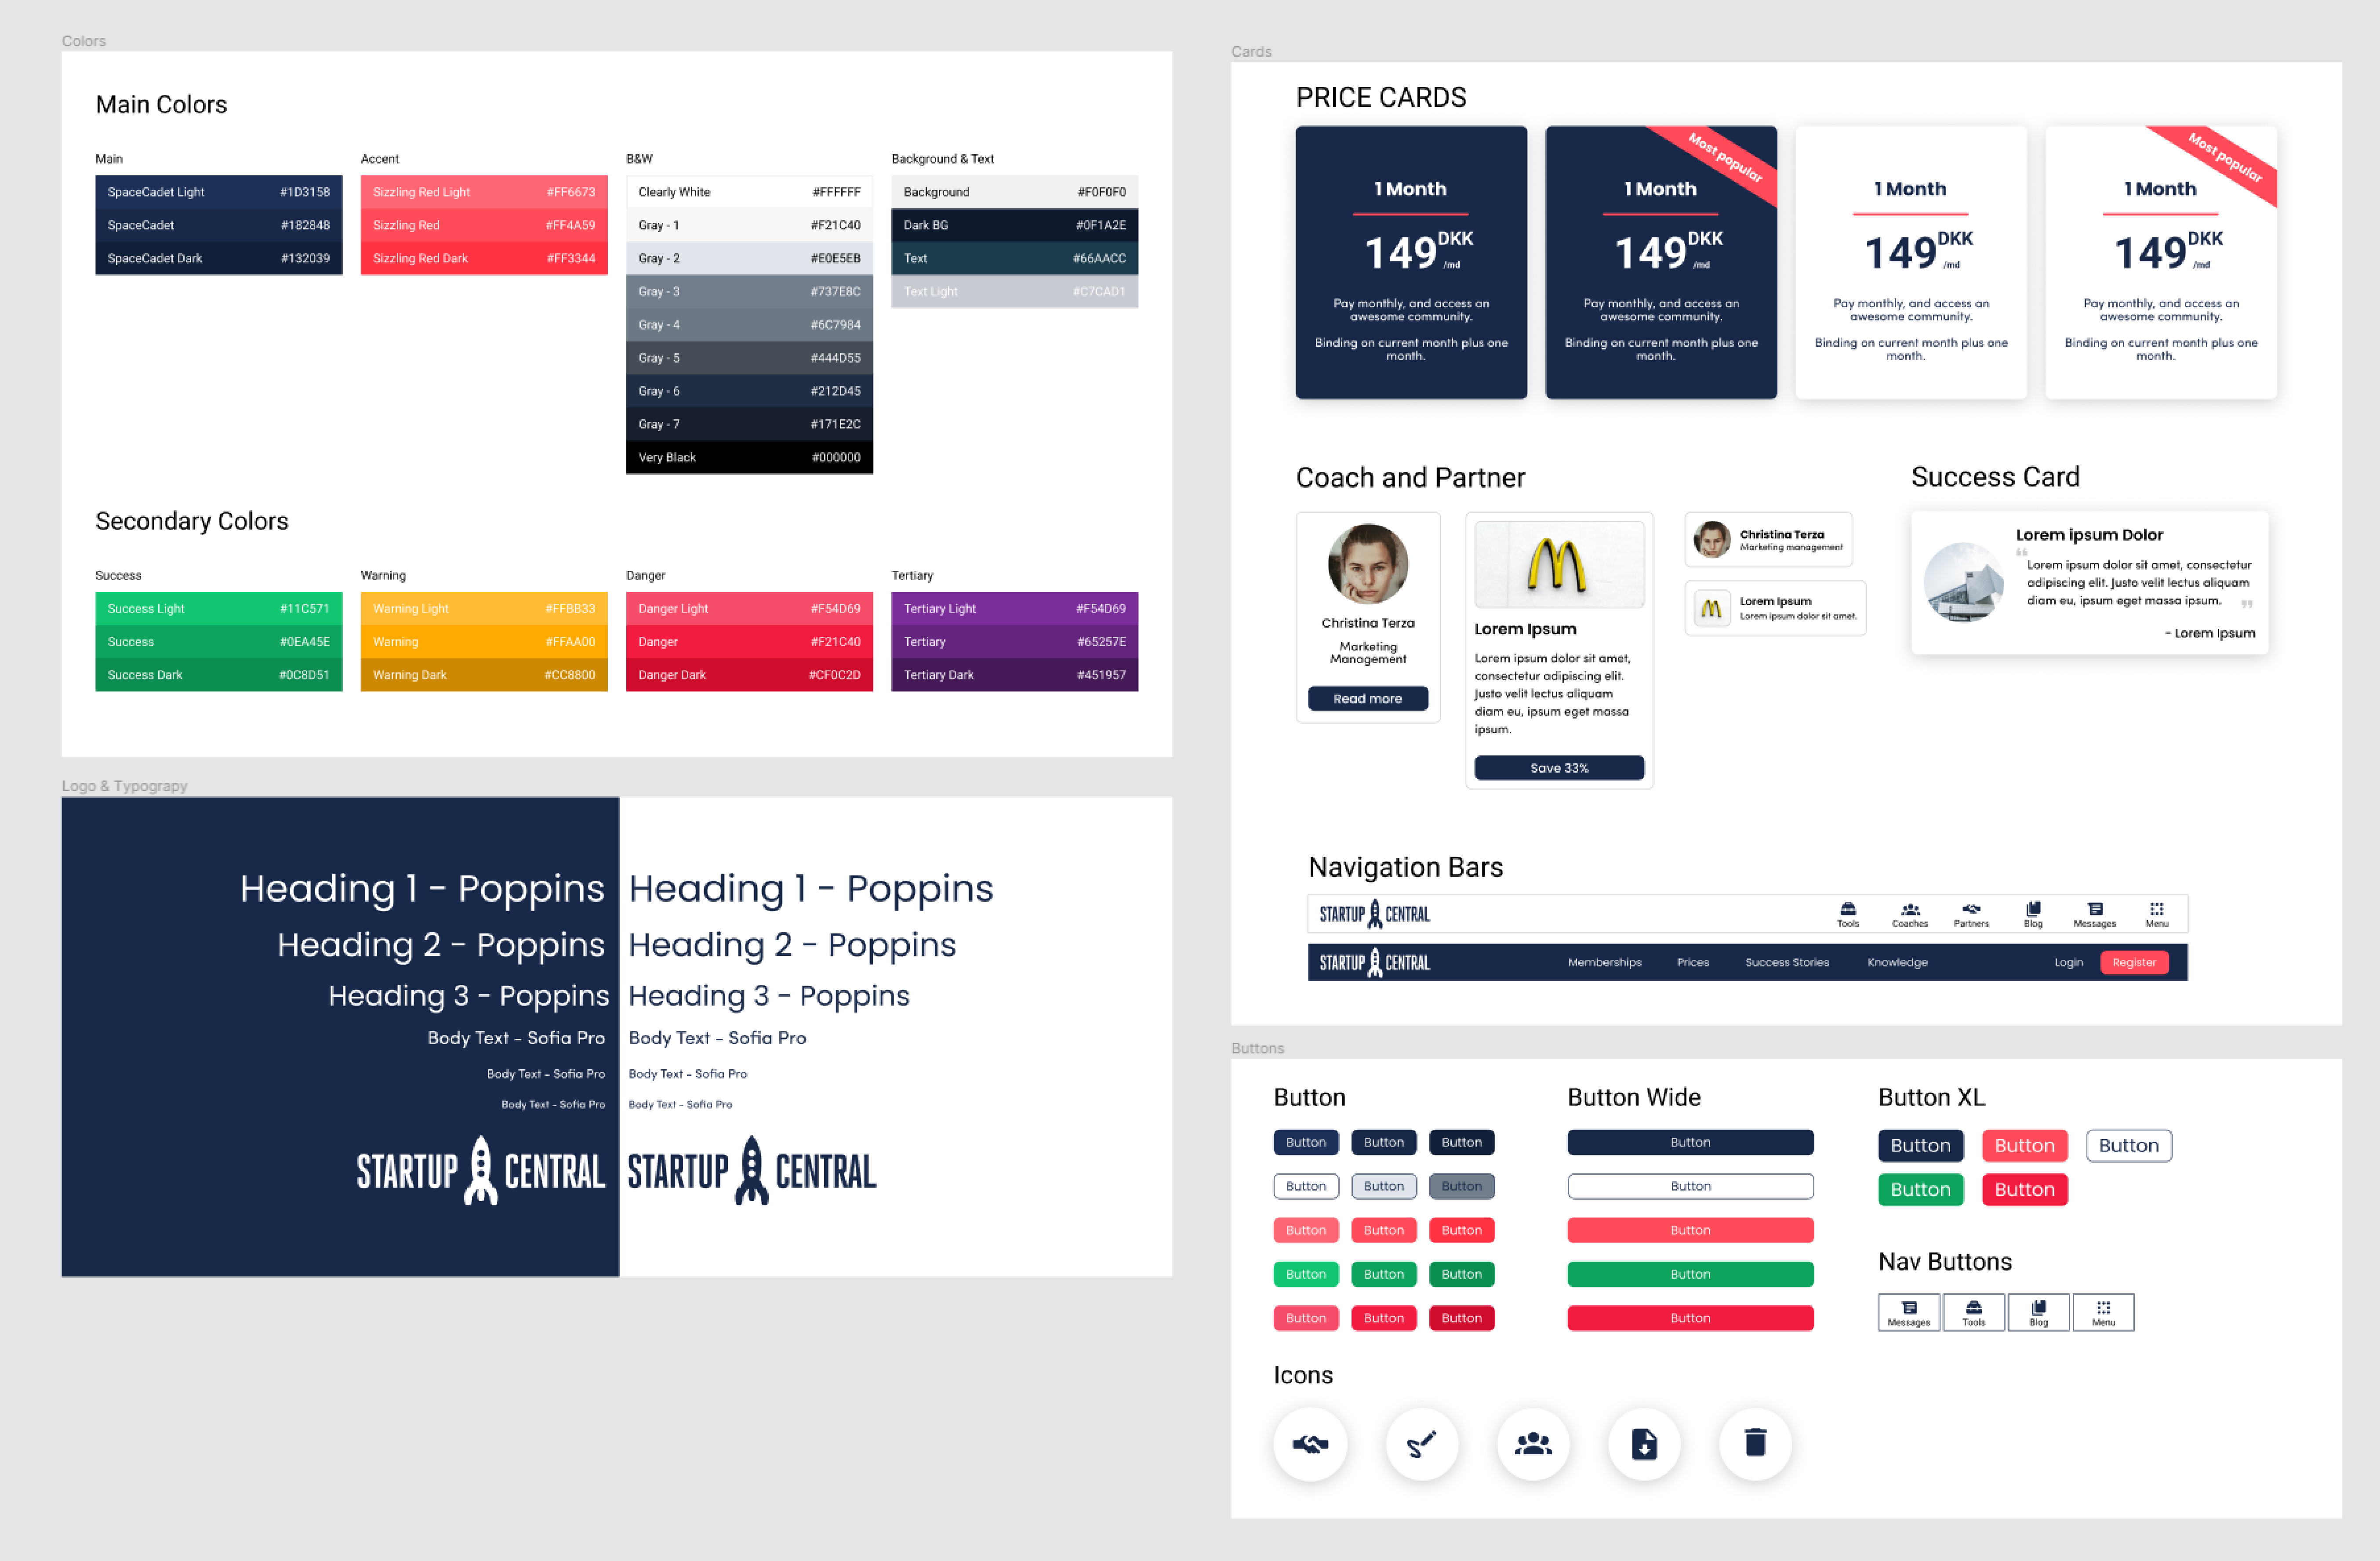 Colors
Main Colors
Main
SpaceCadet Light #1D3158
SpaceCadet #182848
SpaceCadet Dark #132039
Accent
Sizzling Red Light #FF6673
Sizzling Red #FF4A59
Sizzling Red Dark #FF3344
B&W
Clearly White #FFFFFF
Gray - 1 #F21C40
Gray - 2 #E0E5EB
Gray - 3 #737E8C
Gray - 4 #6C7984
Gray - 5 #444D55
Gray - 6 #212D45
Gray - 7 #171E2C
Very Black #000000
Background & Text
Background #F0F0F0
Dark BG #0F1A2E
Text #66AACC
Text Light #C7CAD1
Secondary Colors
Success
Success Light #11C571
Success #0EA45E
Success Dark #0C8D51
Warning
Warning Light #FFBB33
Warning #FFAA00
Warning Dark #CC8800
Danger
Danger Light #F54D69
Danger #F21C40
Danger Dark #CF0C2D
Tertiary
Tertiary Light #F54D69
Tertiary #65257E
Tertiary Dark #451957
Logo & Typograpy
Heading 1 - Poppins
Heading 2 - Poppins
Heading 3 - Poppins
Body Text - Sofia Pro
Body Text - Sofia Pro
Body Text - Sofia Pro
STARTUP CENTRAL
Heading 1 - Poppins
Heading 2 - Poppins
Heading 3 - Poppins
Body Text - Sofia Pro
Body Text - Sofia Pro
Body Text - Sofia Pro
STARTUP CENTRAL
Cards
PRICE CARDS
1 Month
149 DKK
/md
Pay monthly, and access an
awesome community.
Binding on current month plus one
month.
Most popular
1 Month
149 DKK
/md
Pay monthly, and access an
awesome community.
Binding on current month plus one
month.
1 Month
149 DKK
/md
Pay monthly, and access an
awesome community.
Binding on current month plus one
month.
Most popular
1 Month
149 DKK
/md
Pay monthly, and access an
awesome community.
Binding on current month plus one
month.
Coach and Partner
Christina Terza
Marketing
Management
Read more
Lorem Ipsum
Lorem ipsum dolor sit amet,
consectetur adipiscing elit.
Justo velit lectus aliquam
diam eu, ipsum eget massa
ipsum.
Save 33%
Christina Terza
Marketing management
Lorem Ipsum
Lorem ipsum dolor sit amet.
Success Card
Lorem ipsum Dolor
“
Lorem ipsum dolor sit amet, consectetur
adipiscing elit. Justo velit lectus aliquam
diam eu, ipsum eget massa ipsum. ”
- Lorem Ipsum
Navigation Bars
STARTUP CENTRAL Tools Coaches Partners Blog Messages Menu
STARTUP CENTRAL Memberships Prices Success Stories Knowledge Login Register
Buttons
Button
Button Button Button
Button Button Button
Button Button Button
Button Button Button
Button Button Button
Button Wide
Button
Button
Button
Button
Button
Button XL
Button Button Button
Button Button
Nav Buttons
Messages Tools Blog Menu
Icons